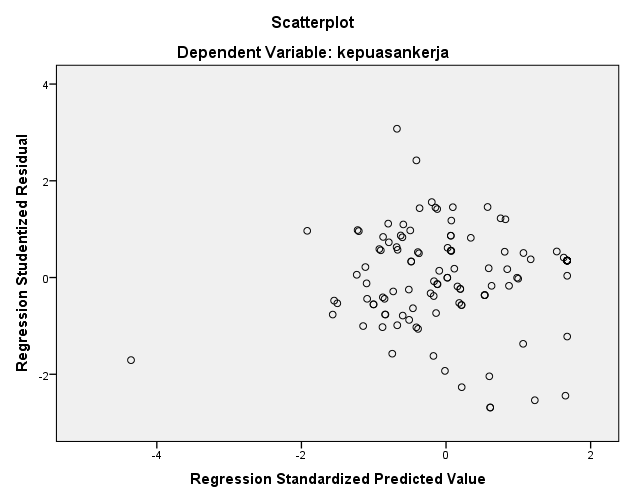 Scatterplot
Dependent Variable: kepuasankerja
Regression Studentized Residual
4
2
0
-2
-4
-2
0
2
Regression Standardized Predicted Value